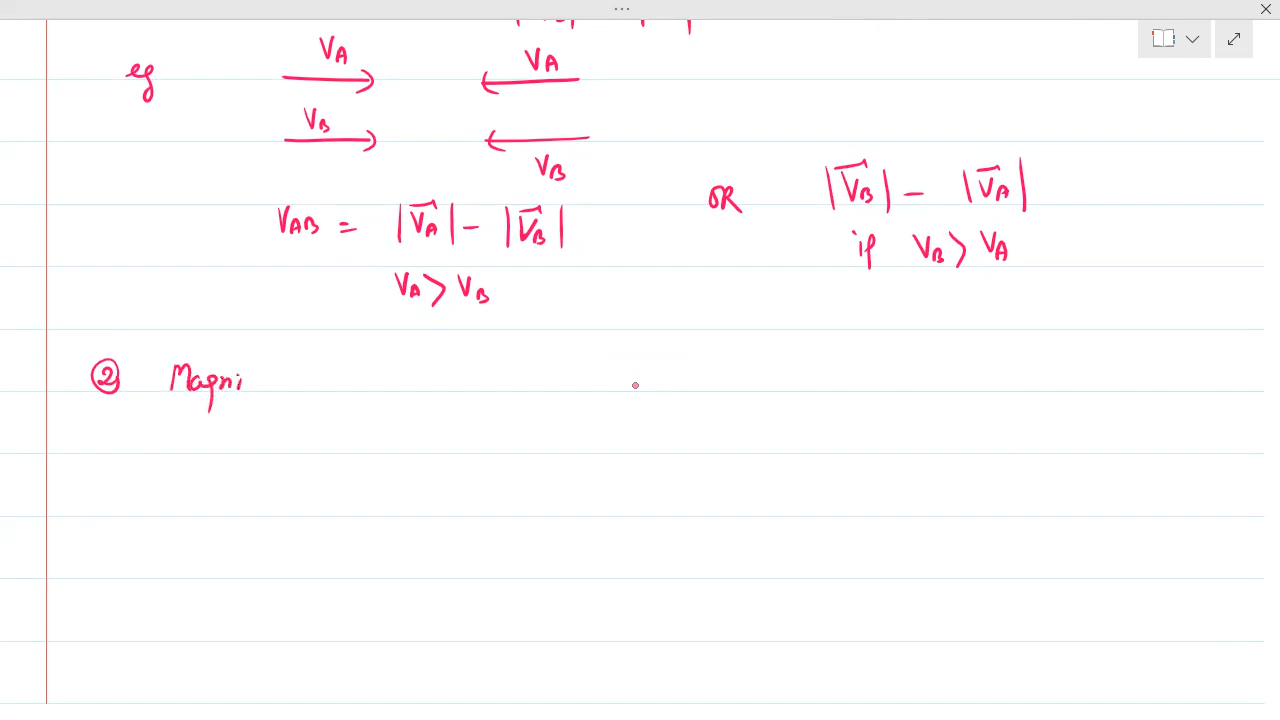 eg VA VA
VB
VB
VAB = |VA| - |VB| OR |VB| - |VA|
VA > VB if VB > VA
② Magni